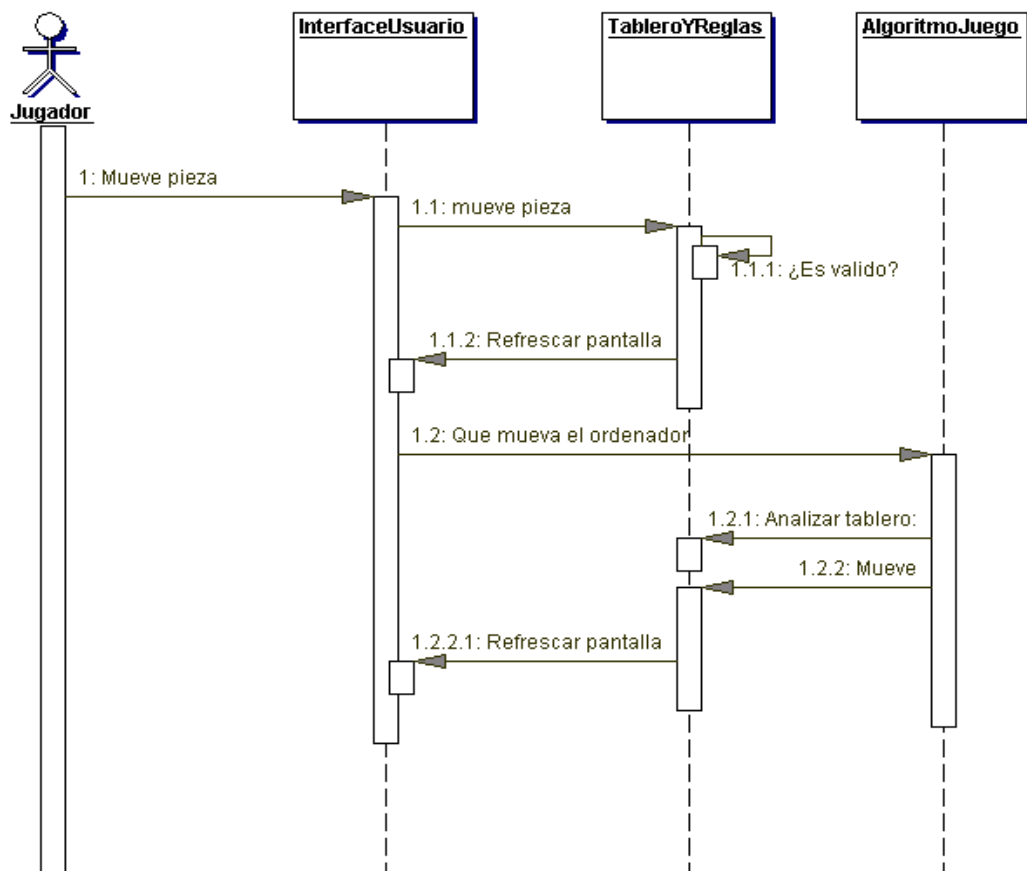 InterfaceUsuario
TableroYReglas
AlgoritmoJuego
Jugador
1: Mueve pieza
1.1: mueve pieza
1.1.1: ¿Es valido?
1.1.2: Refrescar pantalla
1.2: Que mueva el ordenador
1.2.1: Analizar tablero:
1.2.2: Mueve
1.2.2.1: Refrescar pantalla